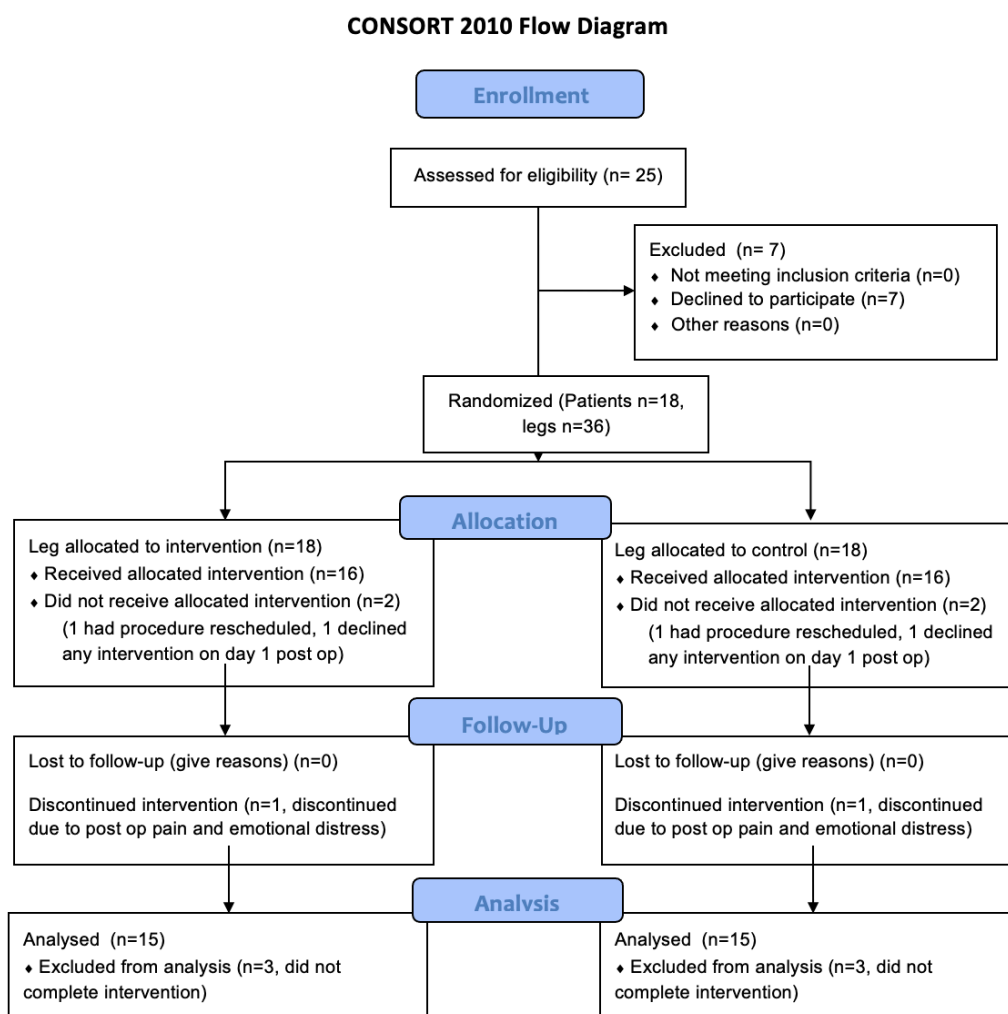 CONSORT 2010 Flow Diagram
Enrollment
Assessed for eligibility (n= 25)
Excluded (n= 7)
♦ Not meeting inclusion criteria (n=0)
♦ Declined to participate (n=7)
♦ Other reasons (n=0)
Randomized (Patients n=18,
legs n=36)
Allocation
Leg allocated to intervention (n=18)
♦ Received allocated intervention (n=16)
♦ Did not receive allocated intervention (n=2)
(1 had procedure rescheduled, 1 declined
any intervention on day 1 post op)
Leg allocated to control (n=18)
♦ Received allocated intervention (n=16)
♦ Did not receive allocated intervention (n=2)
(1 had procedure rescheduled, 1 declined
any intervention on day 1 post op)
Follow-Up
Lost to follow-up (give reasons) (n=0)
Discontinued intervention (n=1, discontinued
due to post op pain and emotional distress)
Lost to follow-up (give reasons) (n=0)
Discontinued intervention (n=1, discontinued
due to post op pain and emotional distress)
Analysis
Analysed (n=15)
♦ Excluded from analysis (n=3, did not
complete intervention)
Analysed (n=15)
♦ Excluded from analysis (n=3, did not
complete intervention)